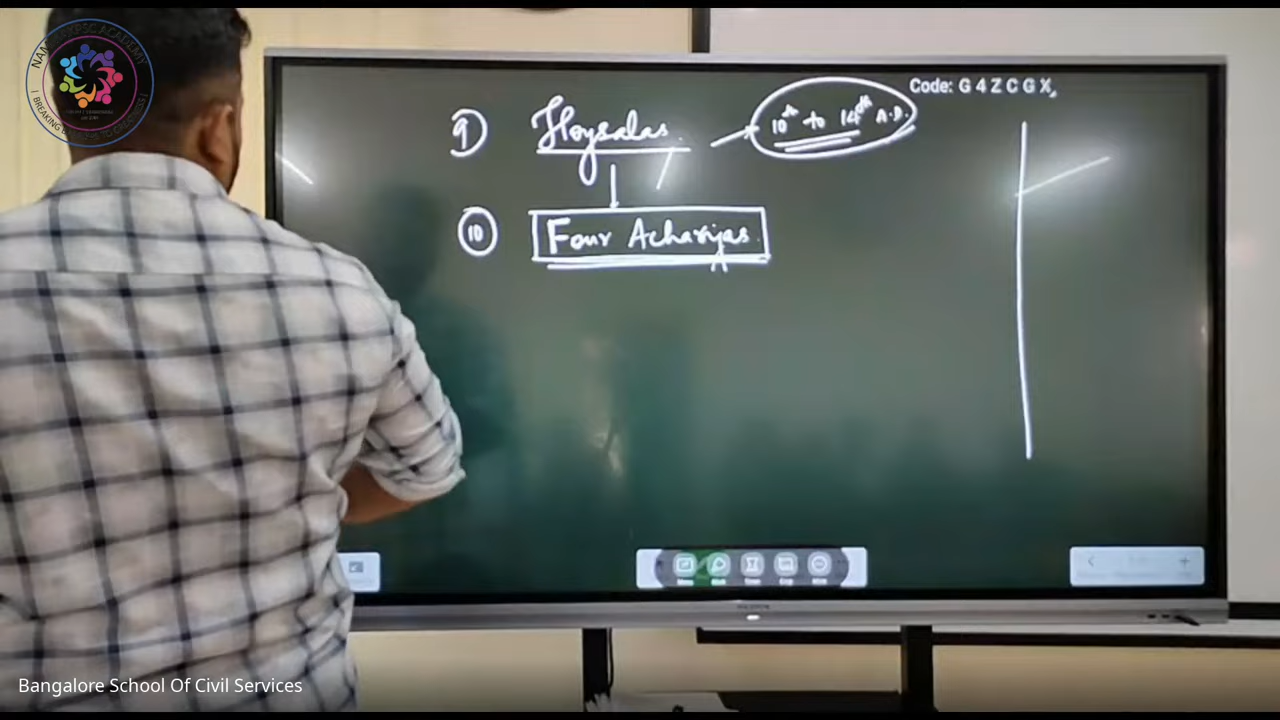 Code: G 4 Z C G X
9) Hoysalas. 10th to 14th A.D.
10 Four Acharyas.
Bangalore School Of Civil Services